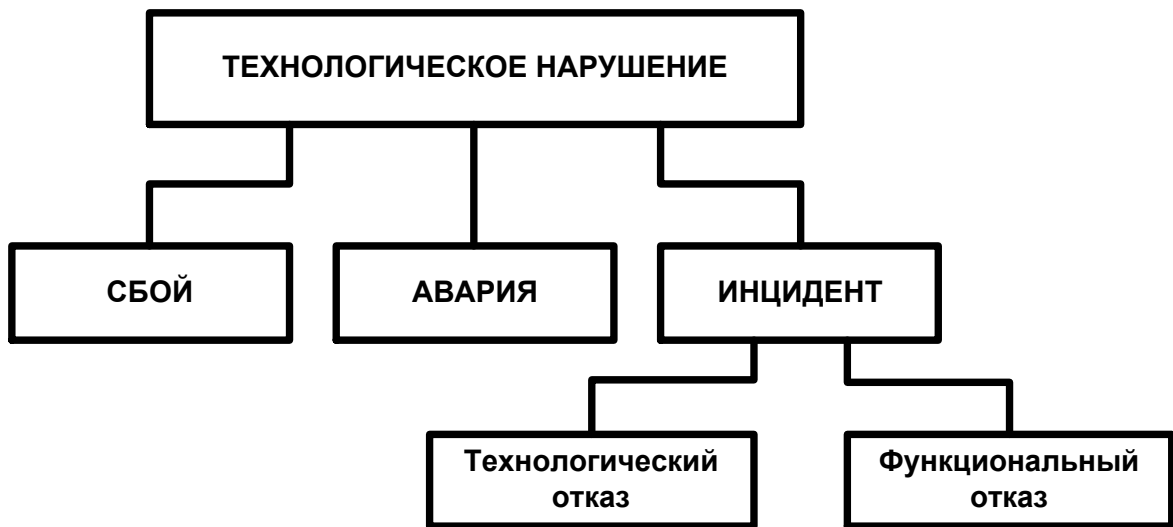 ТЕХНОЛОГИЧЕСКОЕ НАРУШЕНИЕ
СБОЙ
АВАРИЯ
ИНЦИДЕНТ
Технологический
отказ
Функциональный
отказ